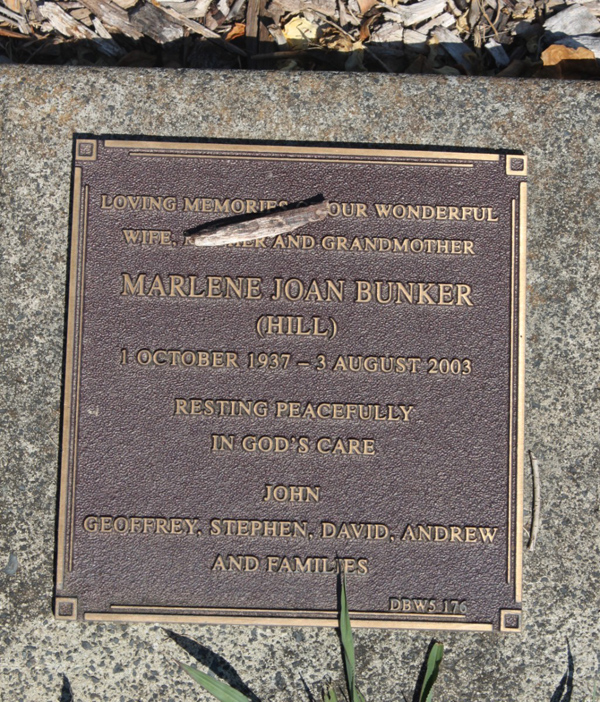 LOVING MEMORIES OUR WONDERFUL
WIFE, AND GRANDMOTHER
MARLENE JOAN BUNKER
(HILL)
1 OCTOBER 1937 – 3 AUGUST 2003
RESTING PEACEFULLY
IN GOD'S CARE
JOHN
GEOFFREY, STEPHEN, DAVID, ANDREW
AND FAMILIES
DBW5 176